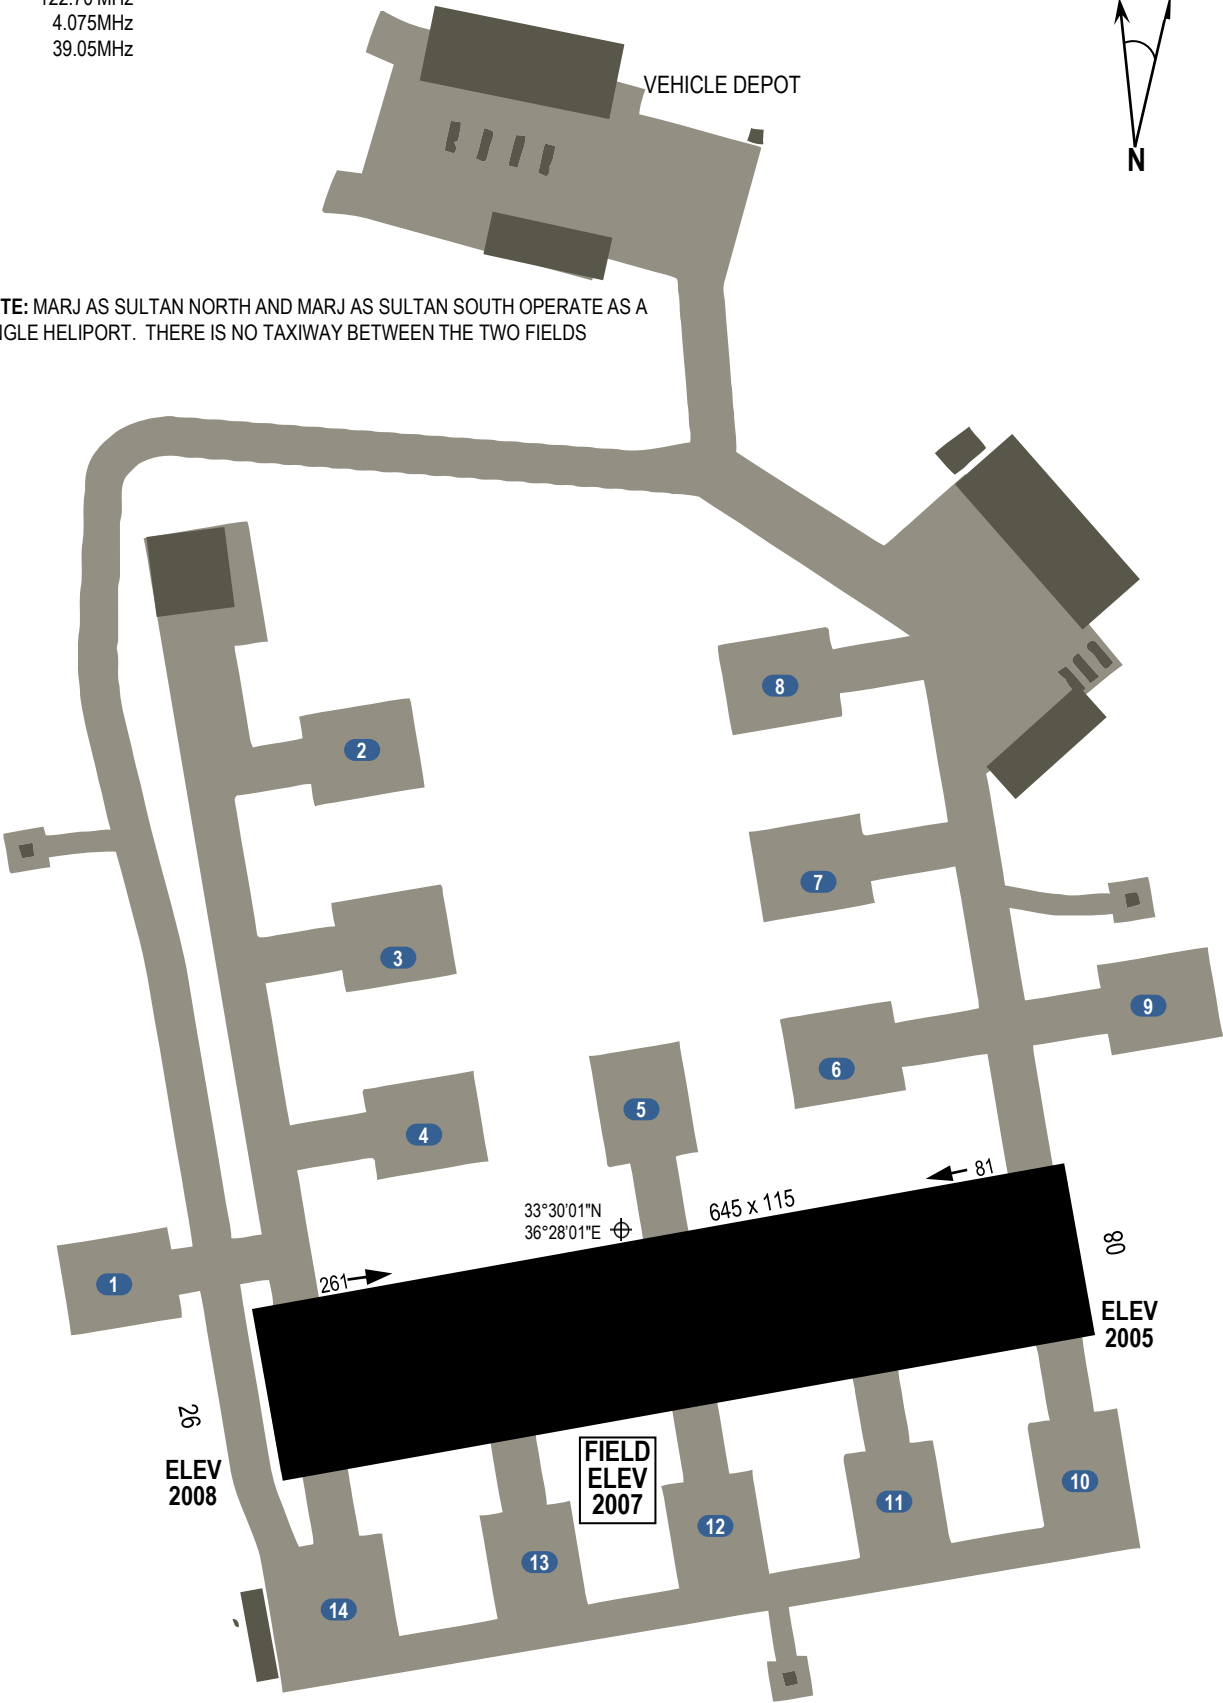 4.075MHz
39.05MHz
N
VEHICLE DEPOT
TE: MARJ AS SULTAN NORTH AND MARJ AS SULTAN SOUTH OPERATE AS A
GLE HELIPORT. THERE IS NO TAXIWAY BETWEEN THE TWO FIELDS
8
2
7
3
9
6
5
4
81
645 x 115
33°30'01"N
36°28'01"E
80
261
1
ELEV
2005
26
ELEV
2008
FIELD
ELEV
2007
10
11
12
13
14